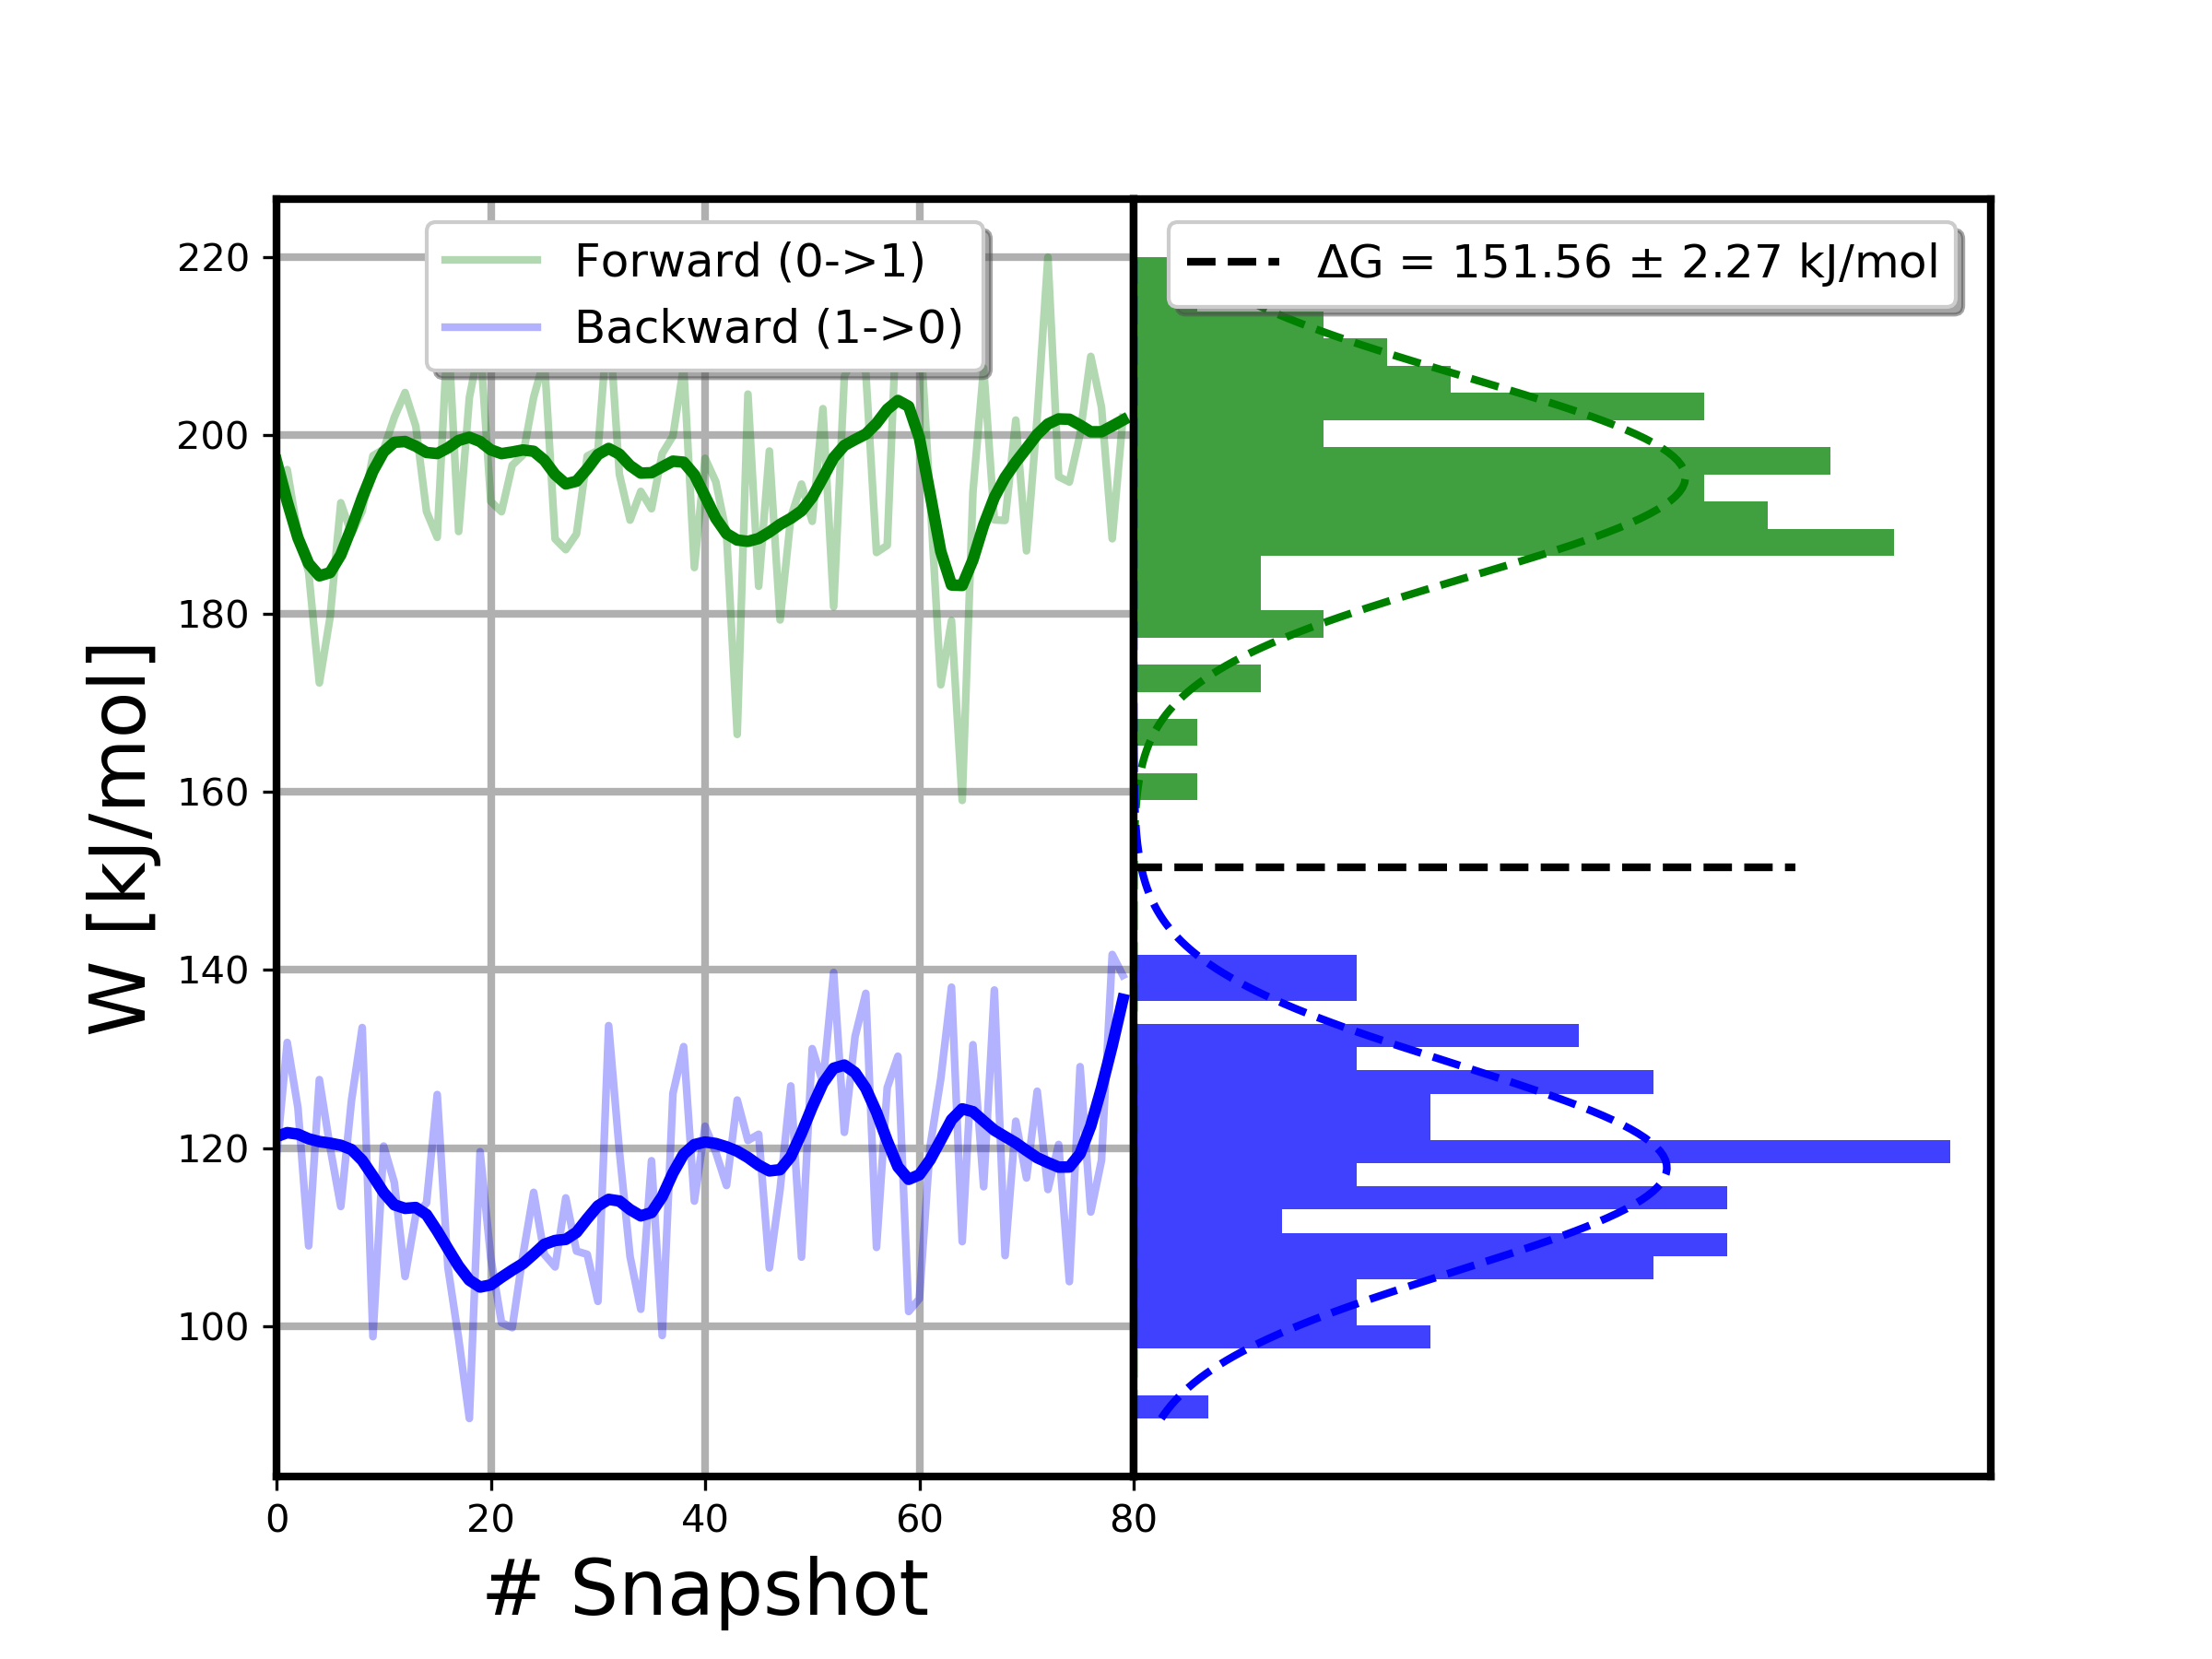 Forward (0->1)
Backward (1->0)
ΔG = 151.56 ± 2.27 kJ/mol
W [kJ/mol]
220
200
180
160
140
120
100
0 20 40 60 80
# Snapshot